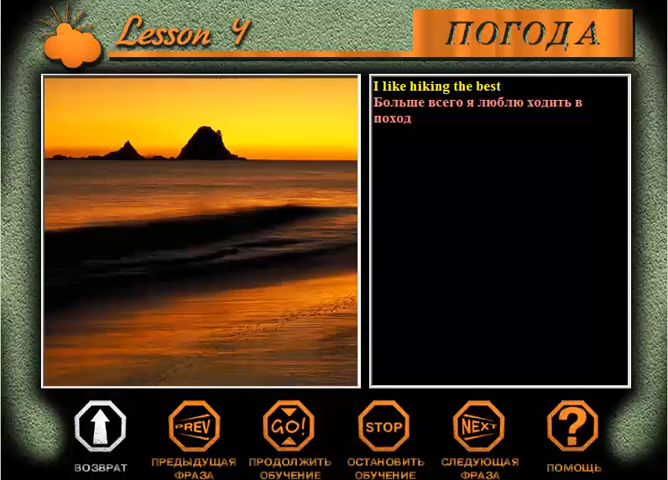 Lesson 4
ПОГОДА
I like hiking the best
Больше всего я люблю ходить в
поход
PREV
GO!
STOP
NEXT
?
ВОЗВРАТ
ПРЕДЫДУЩАЯ
ФРАЗА
ПРОДОЛЖИТЬ
ОБУЧЕНИЕ
ОСТАНОВИТЬ
ОБУЧЕНИЕ
СЛЕДУЮЩАЯ
ФРАЗА
ПОМОЩЬ